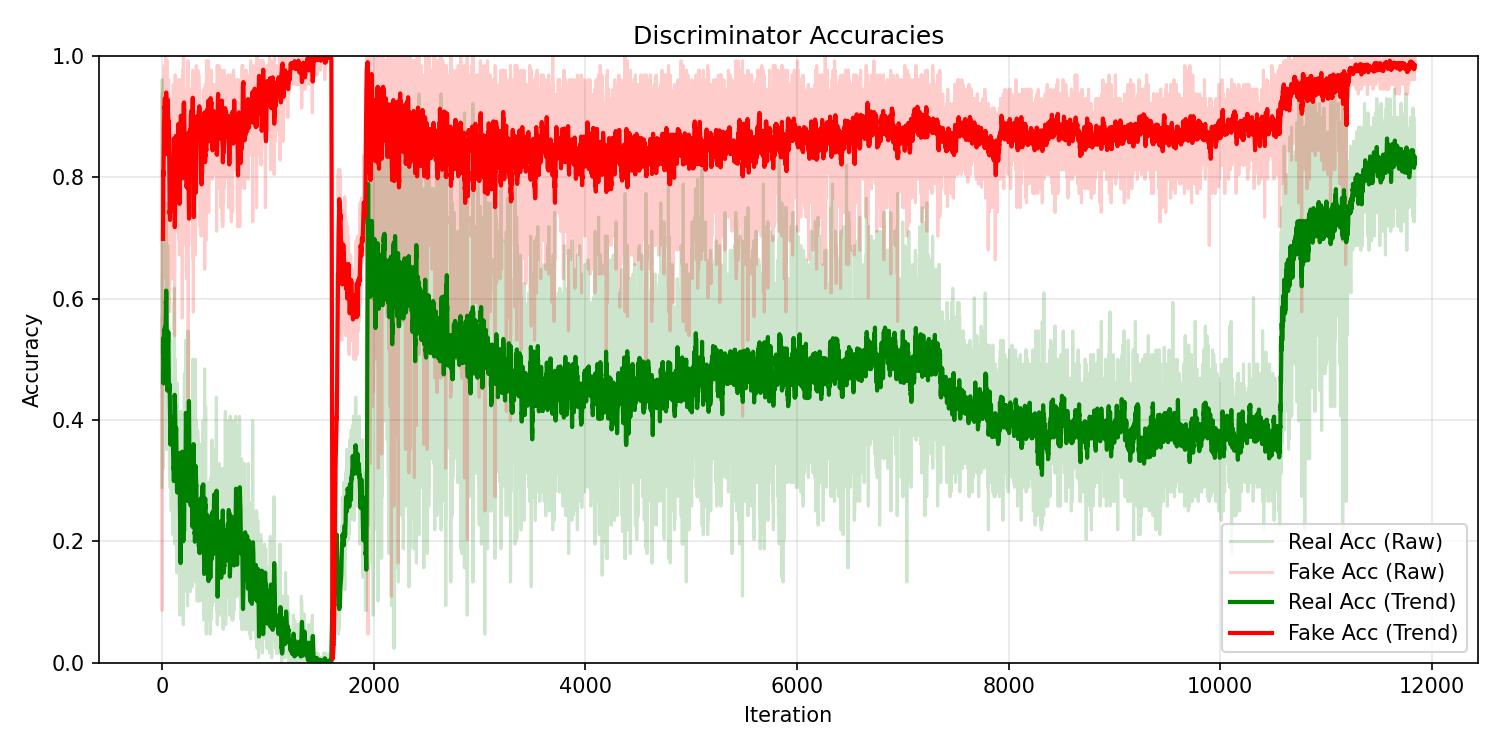 Discriminator Accuracies
Accuracy
1.0
0.8
0.6
0.4
0.2
0.0
0
2000
4000
6000
8000
10000
12000
Iteration
Real Acc (Raw)
Fake Acc (Raw)
Real Acc (Trend)
Fake Acc (Trend)